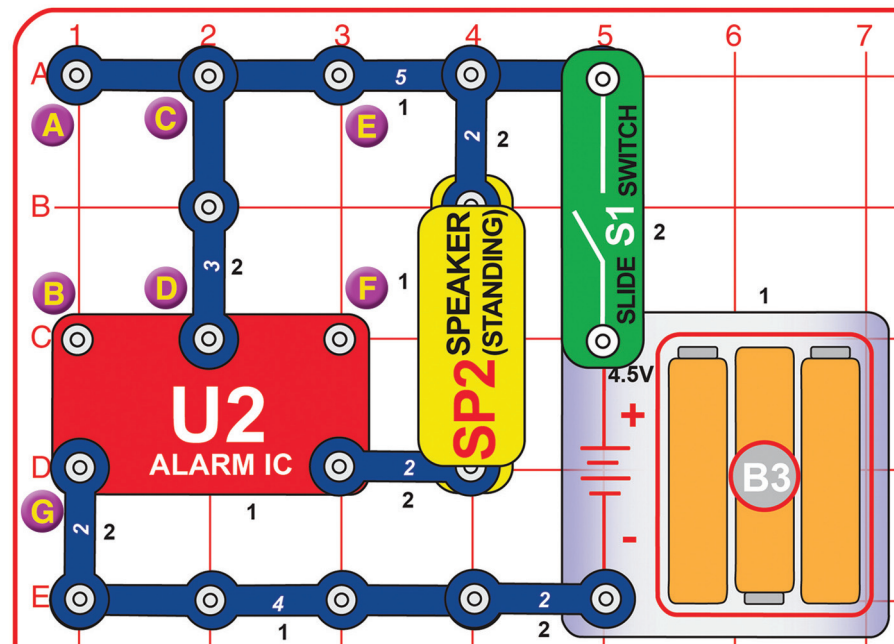 1 2 3 4 5 6 7
A
5
1
A
C
E
2
2
SLIDE S1 SWITCH
2
B
3
2
B
D
F
1
SP2 SPEAKER
(STANDING)
1
C
U2
ALARM IC
4.5V
+
B3
-
D
2
2
1
G
2
2
E
4
1
2
2